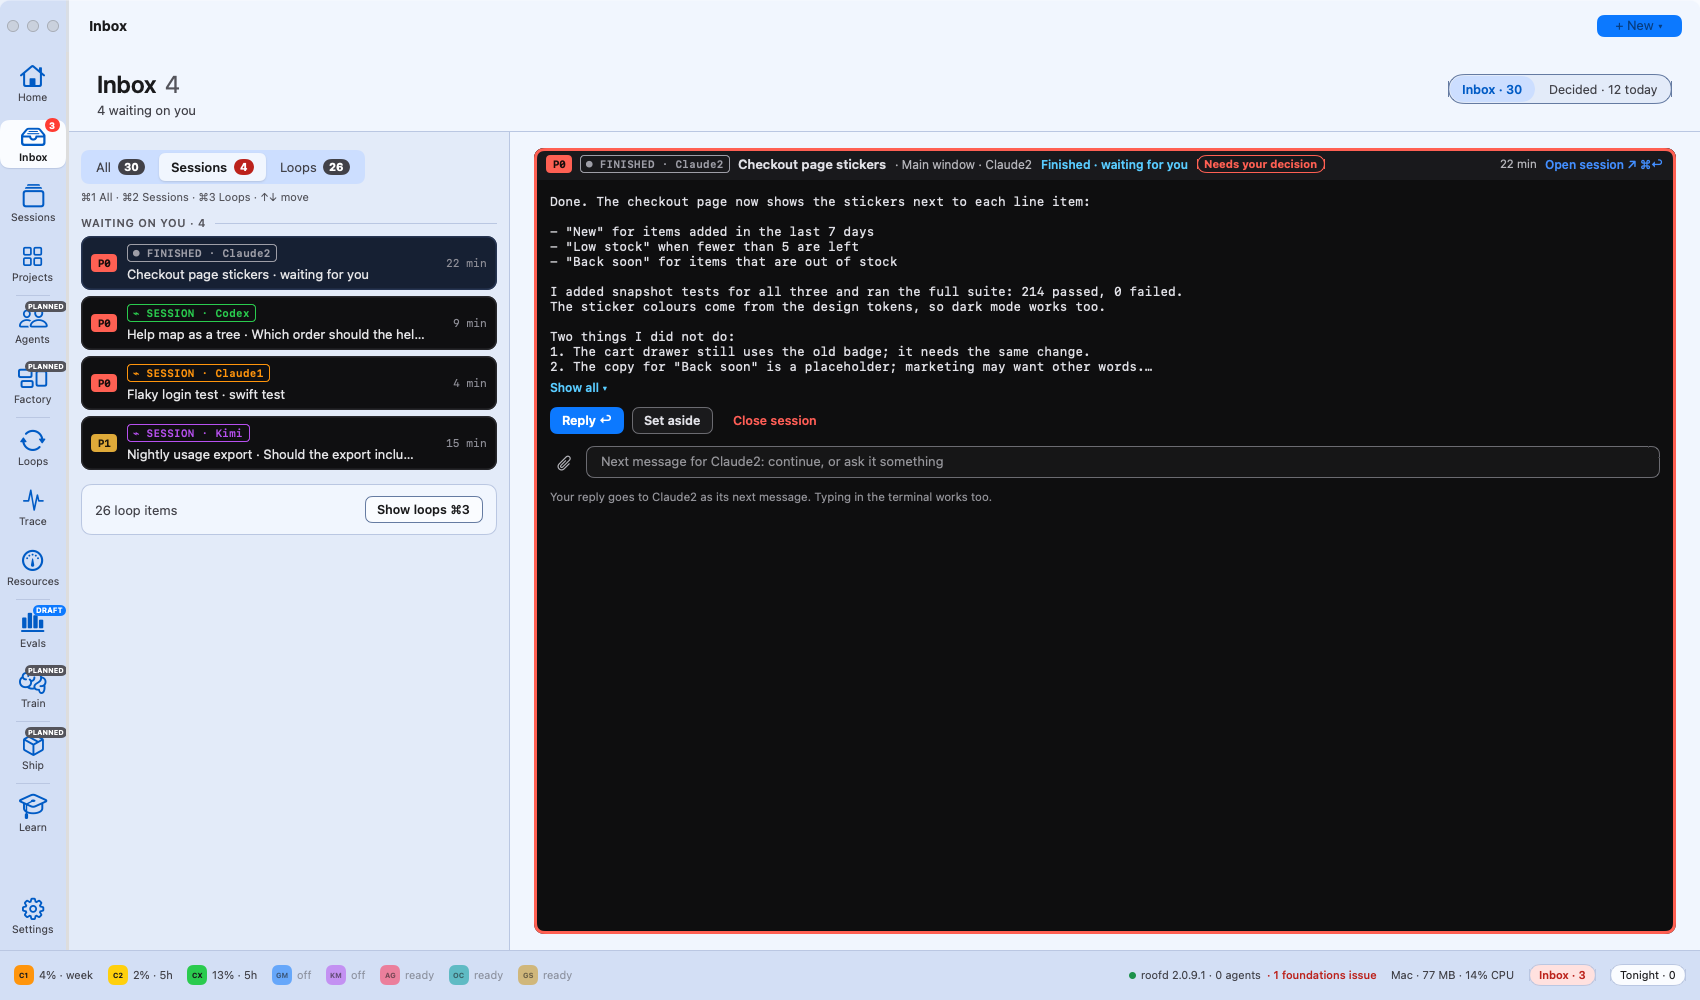 Inbox
+ New
Home
3
Inbox
Sessions
Projects
PLANNED
Agents
PLANNED
Factory
Loops
Trace
Resources
DRAFT
Evals
PLANNED
Train
PLANNED
Ship
Learn
Settings
Inbox 4
4 waiting on you
Inbox · 30
Decided · 12 today
All 30
Sessions 4
Loops 26
⌘1 All · ⌘2 Sessions · ⌘3 Loops · ↑↓ move
WAITING ON YOU · 4
P0
FINISHED · Claude2
Checkout page stickers · waiting for you
22 min
P0
SESSION · Codex
Help map as a tree · Which order should the hel…
9 min
P0
SESSION · Claude1
Flaky login test · swift test
4 min
P1
SESSION · Kimi
Nightly usage export · Should the export inclu…
15 min
26 loop items
Show loops ⌘3
P0 FINISHED · Claude2 Checkout page stickers · Main window · Claude2 Finished · waiting for you Needs your decision 22 min Open session ↗ ⌘↩
Done. The checkout page now shows the stickers next to each line item:
– "New" for items added in the last 7 days
– "Low stock" when fewer than 5 are left
– "Back soon" for items that are out of stock
I added snapshot tests for all three and ran the full suite: 214 passed, 0 failed.
The sticker colours come from the design tokens, so dark mode works too.
Two things I did not do:
1. The cart drawer still uses the old badge; it needs the same change.
2. The copy for "Back soon" is a placeholder; marketing may want other words.…
Show all
Reply ↩
Set aside
Close session
Next message for Claude2: continue, or ask it something
Your reply goes to Claude2 as its next message. Typing in the terminal works too.
C1 4% · week
C2 2% · 5h
CX 13% · 5h
GM off
KM off
AG ready
OC ready
GS ready
roofd 2.0.9.1 · 0 agents · 1 foundations issue
Mac · 77 MB · 14% CPU
Inbox · 3
Tonight · 0